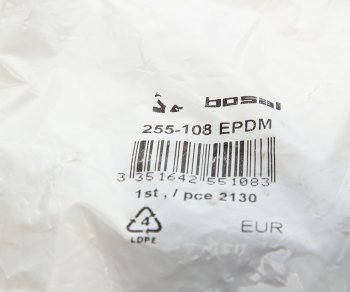 bosal
255-108 EPDM
3 351642 551083
1st , / pce 2130
4
LDPE
EUR